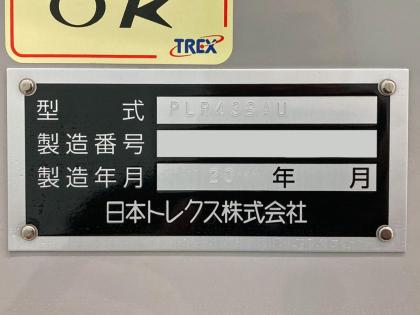 OK
TREX
型式 PLR439AU
製造番号
製造年月 20 年 月
日本トレクス株式会社